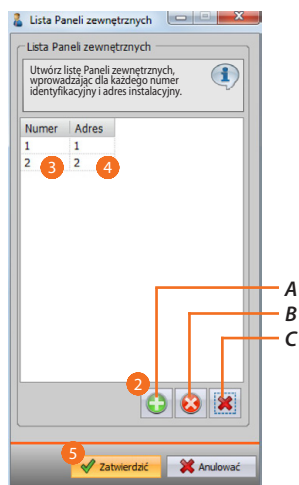 Lista Paneli zewnętrznych
Lista Paneli zewnętrznych
Utwórz listę Paneli zewnętrznych,
wprowadzając dla każdego numer
identyfikacyjny i adres instalacyjny.
Numer Adres
1 1
2 3 2 4
A
B
C
2
5
Zatwierdzić Anulować